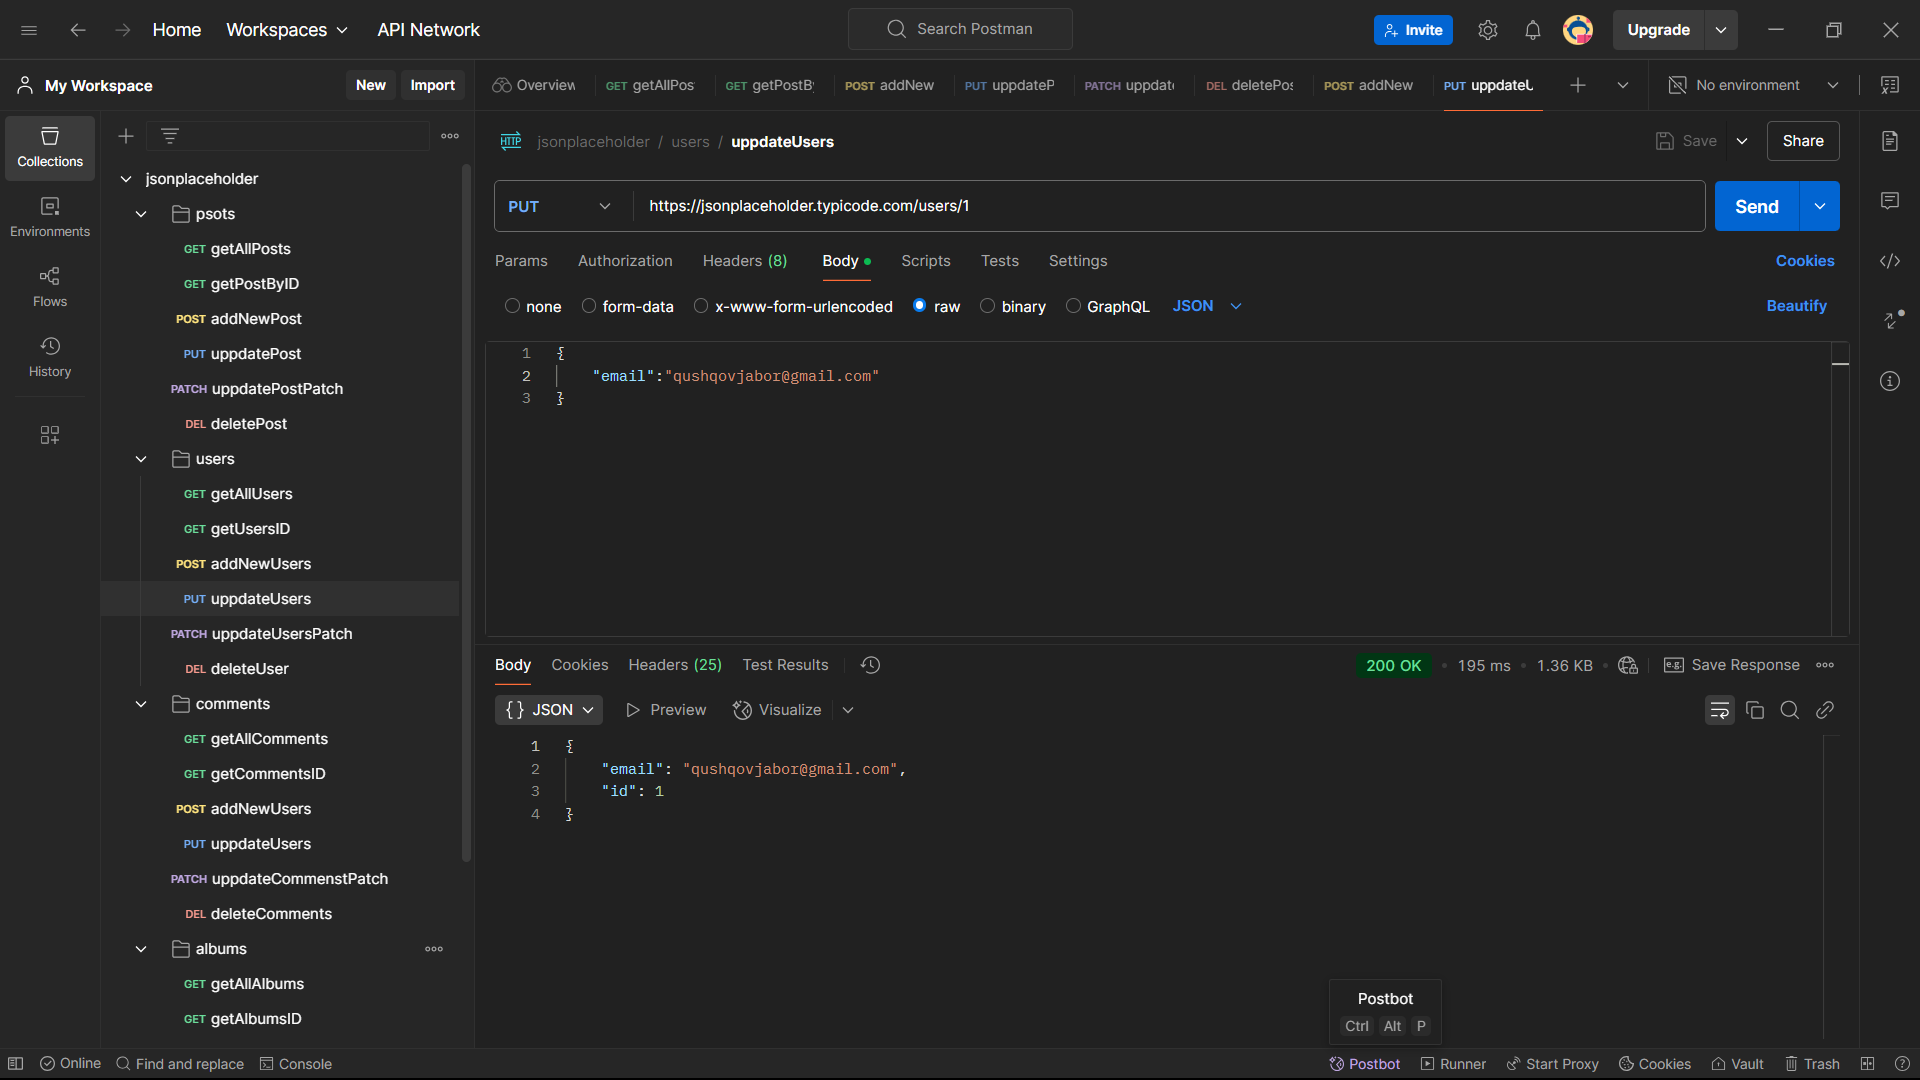 Home Workspaces API Network Search Postman Invite Upgrade
My Workspace New Import Overview GET getAllPos GET getPostBy POST addNew PUT uppdateP PATCH uppdat DEL deletePos POST addNew PUT uppdateU No environment
Collections
Environments
Flows
History
jsonplaceholder
psots
GET getAllPosts
GET getPostByID
POST addNewPost
PUT uppdatePost
PATCH uppdatePostPatch
DEL deletePost
users
GET getAllUsers
GET getUsersID
POST addNewUsers
PUT uppdateUsers
PATCH uppdateUsersPatch
DEL deleteUser
comments
GET getAllComments
GET getCommentsID
POST addNewUsers
PUT uppdateUsers
PATCH uppdateCommenstPatch
DEL deleteComments
albums
GET getAllAlbums
GET getAlbumsID
HTTP jsonplaceholder / users / uppdateUsers Save Share
PUT https://jsonplaceholder.typicode.com/users/1 Send
Params Authorization Headers (8) Body Scripts Tests Settings Cookies
none form-data x-www-form-urlencoded raw binary GraphQL JSON Beautify
1 {
2 "email":"qushqovjabor@gmail.com"
3 }
Body Cookies Headers (25) Test Results 200 OK 195 ms 1.36 KB e.g. Save Response
{} JSON Preview Visualize
1 {
2 "email": "qushqovjabor@gmail.com",
3 "id": 1
4 }
Postbot
Ctrl Alt P
Online Find and replace Console Postbot Runner Start Proxy Cookies Vault Trash